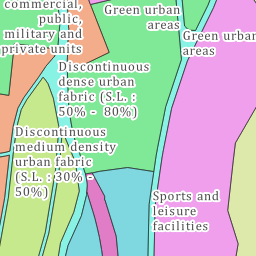 commercial,
public,
military and
private units
Green urban
areas
Green urban
areas
Discontinuous
dense urban
fabric (S.L. :
50% -  80%)
Discontinuous
medium density
urban fabric
(S.L. : 30% -
50%)
Sports and
leisure
facilities